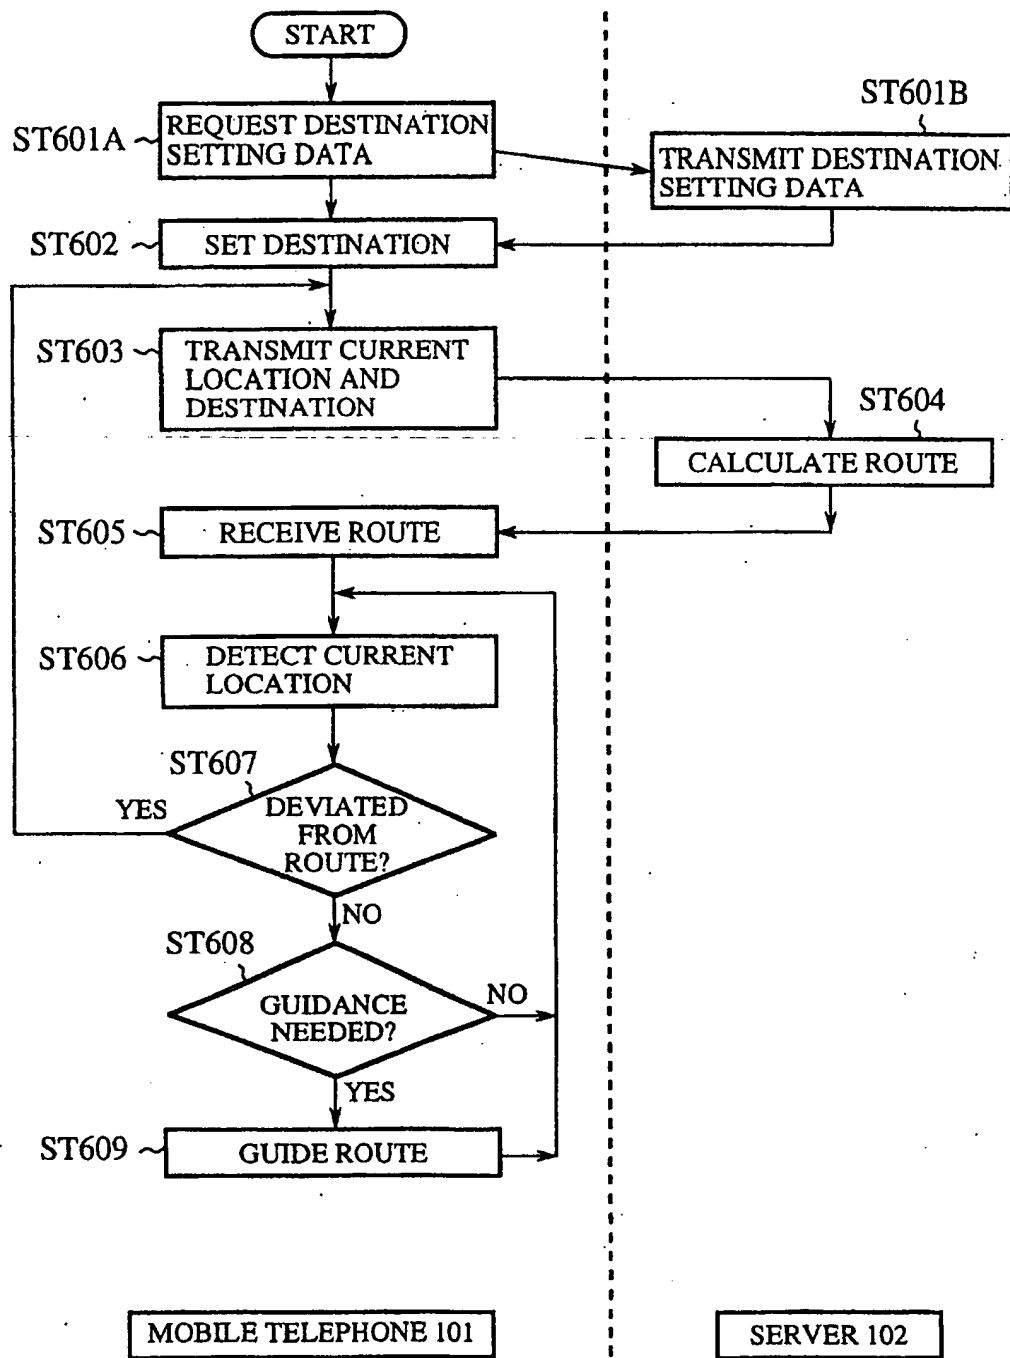 START
ST601A
REQUEST DESTINATION
SETTING DATA
ST601B
TRANSMIT DESTINATION
SETTING DATA
ST602
SET DESTINATION
ST603
TRANSMIT CURRENT
LOCATION AND
DESTINATION
ST604
CALCULATE ROUTE
ST605
RECEIVE ROUTE
ST606
DETECT CURRENT
LOCATION
ST607
YES
DEVIATED
FROM
ROUTE?
NO
ST608
GUIDANCE
NEEDED?
NO
YES
ST609
GUIDE ROUTE
MOBILE TELEPHONE 101
SERVER 102